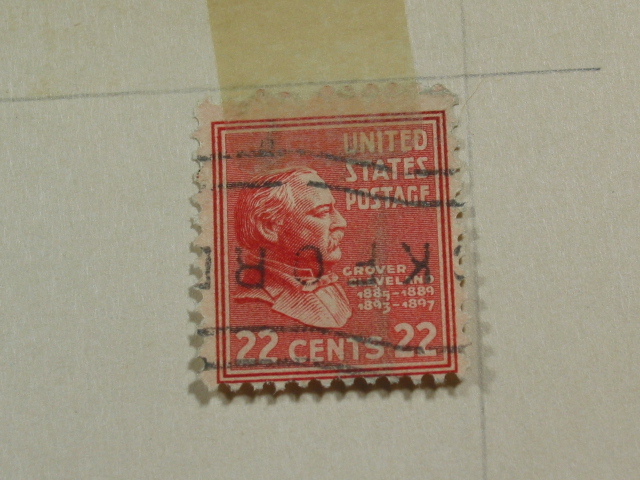 UNITED
STATES
POSTAGE
GROVER
CLEVELAND
1885-1889
1893-1897
22 CENTS 22